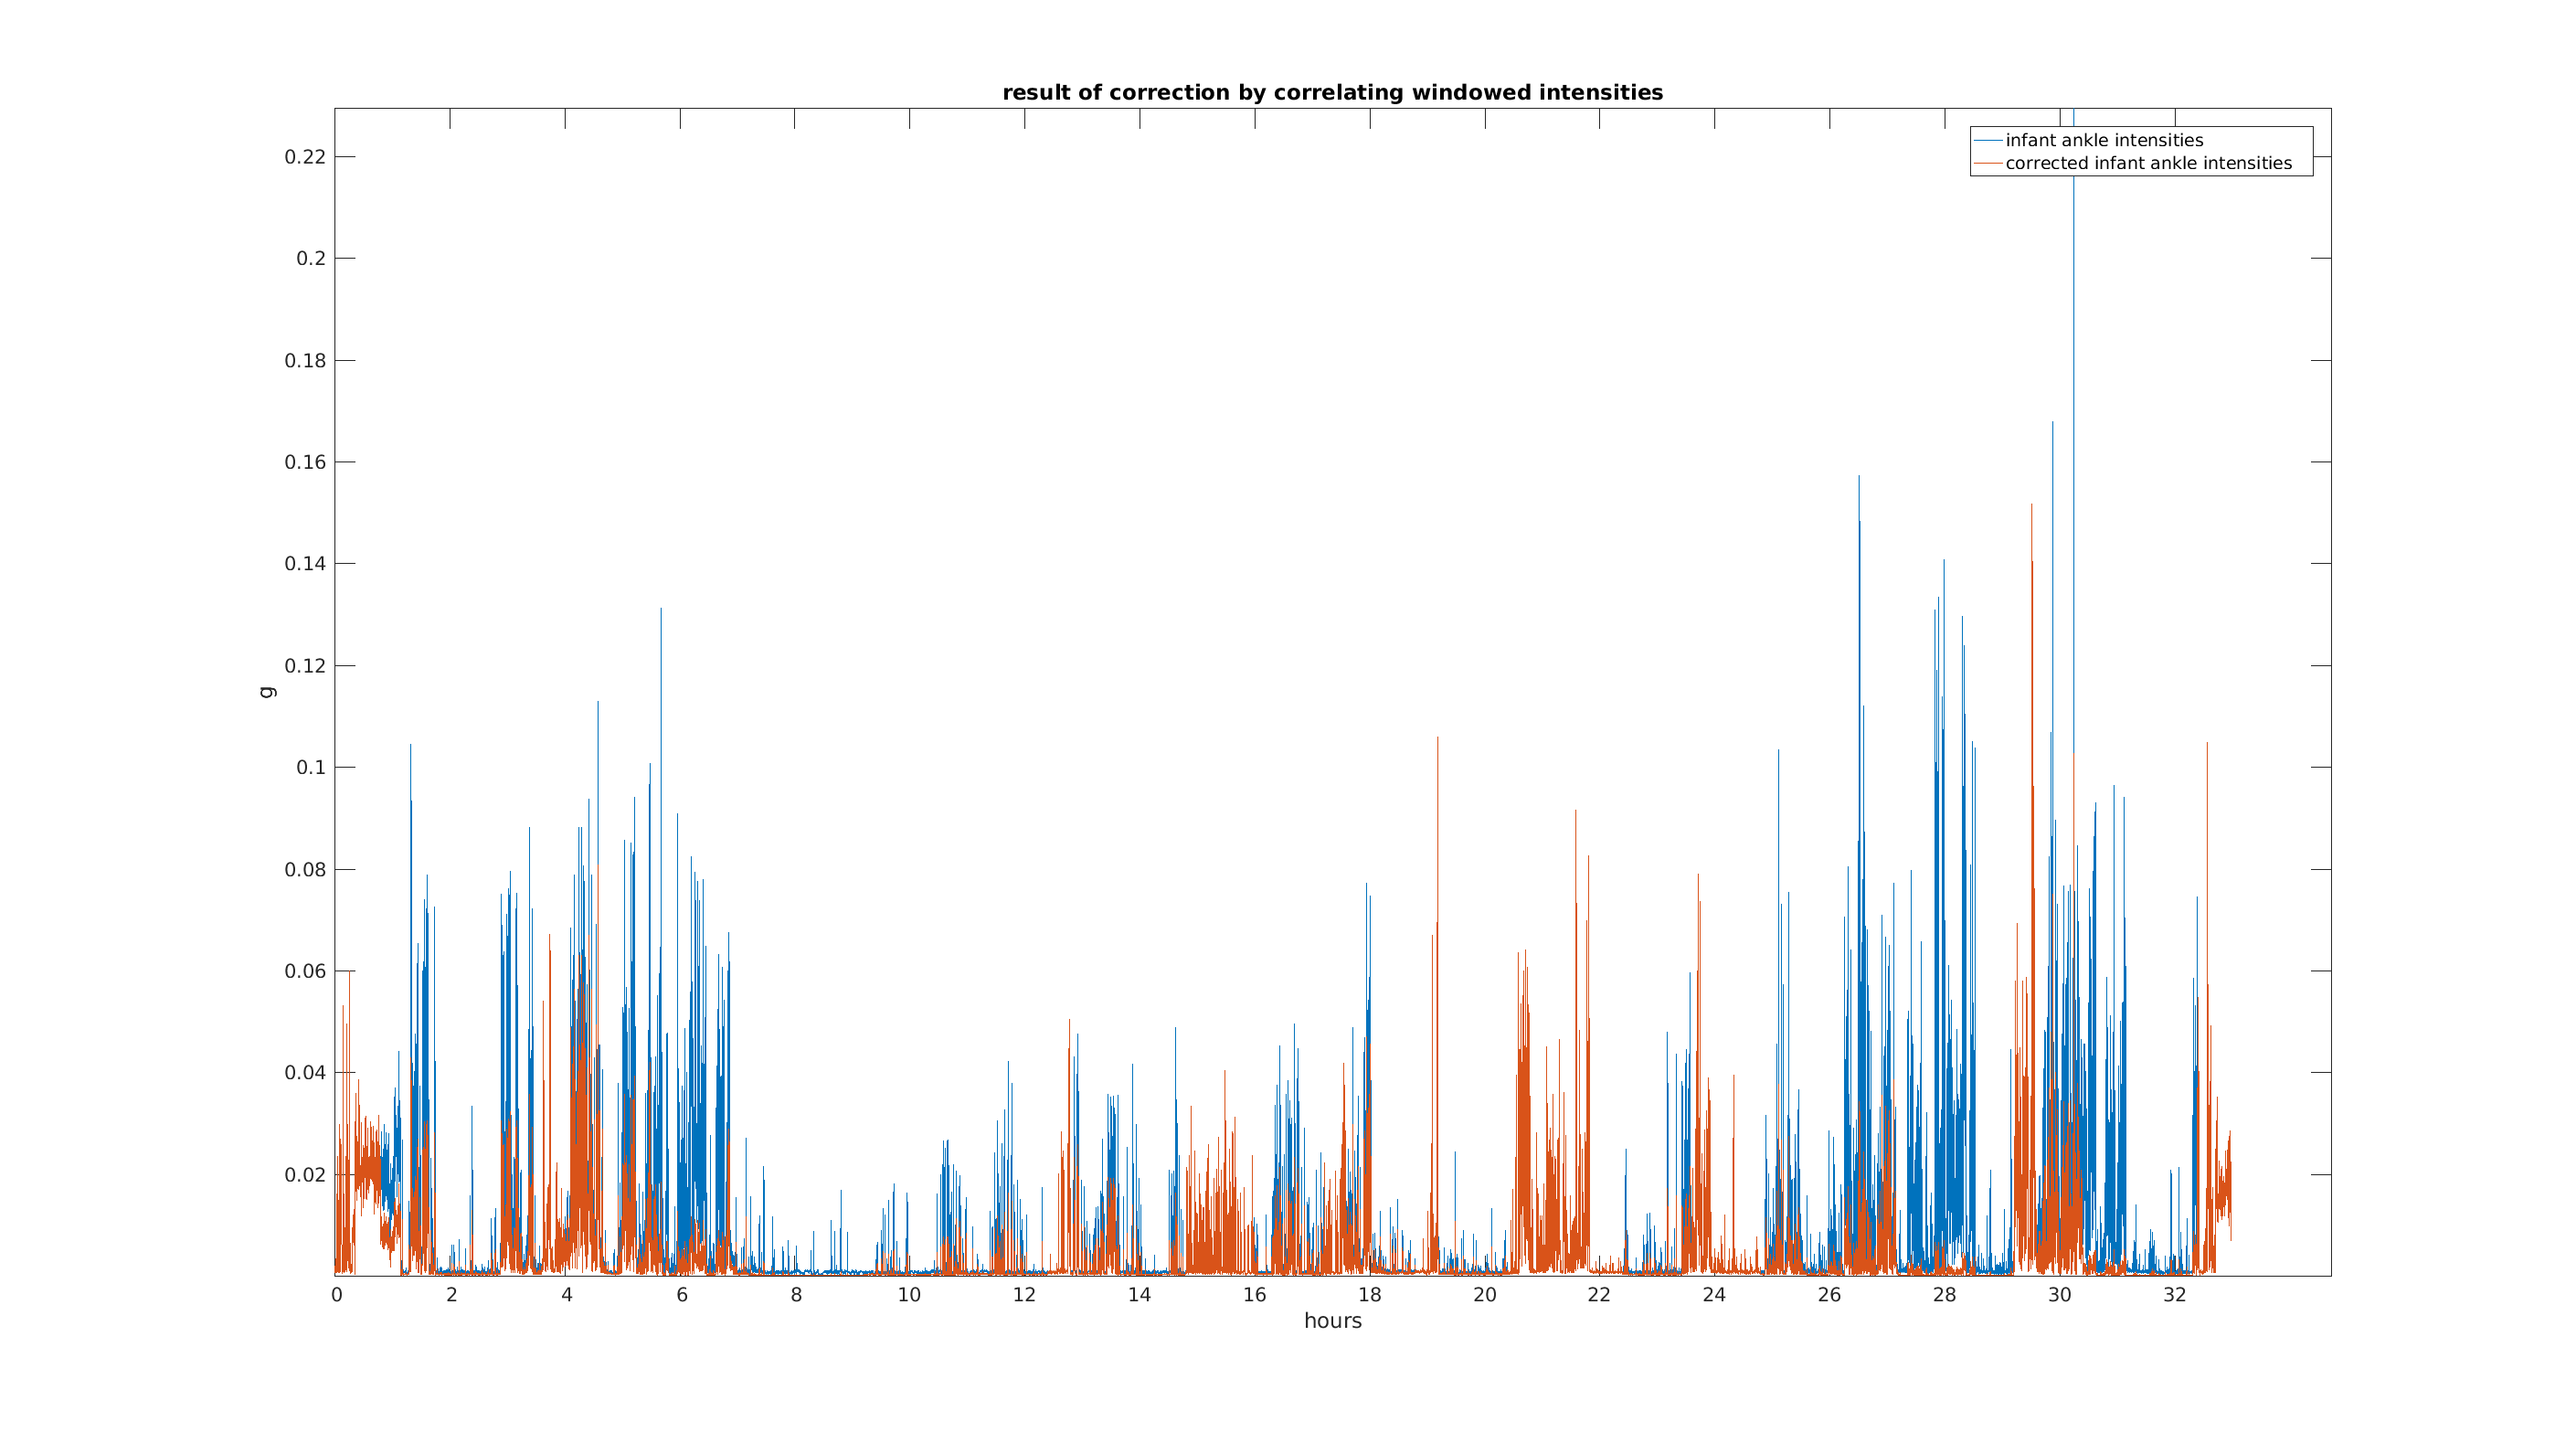 result of correction by correlating windowed intensities
infant ankle intensities
corrected infant ankle intensities
0.22
0.2
0.18
0.16
0.14
0.12
0.1
0.08
0.06
0.04
0.02
g
0 2 4 6 8 10 12 14 16 18 20 22 24 26 28 30 32
hours